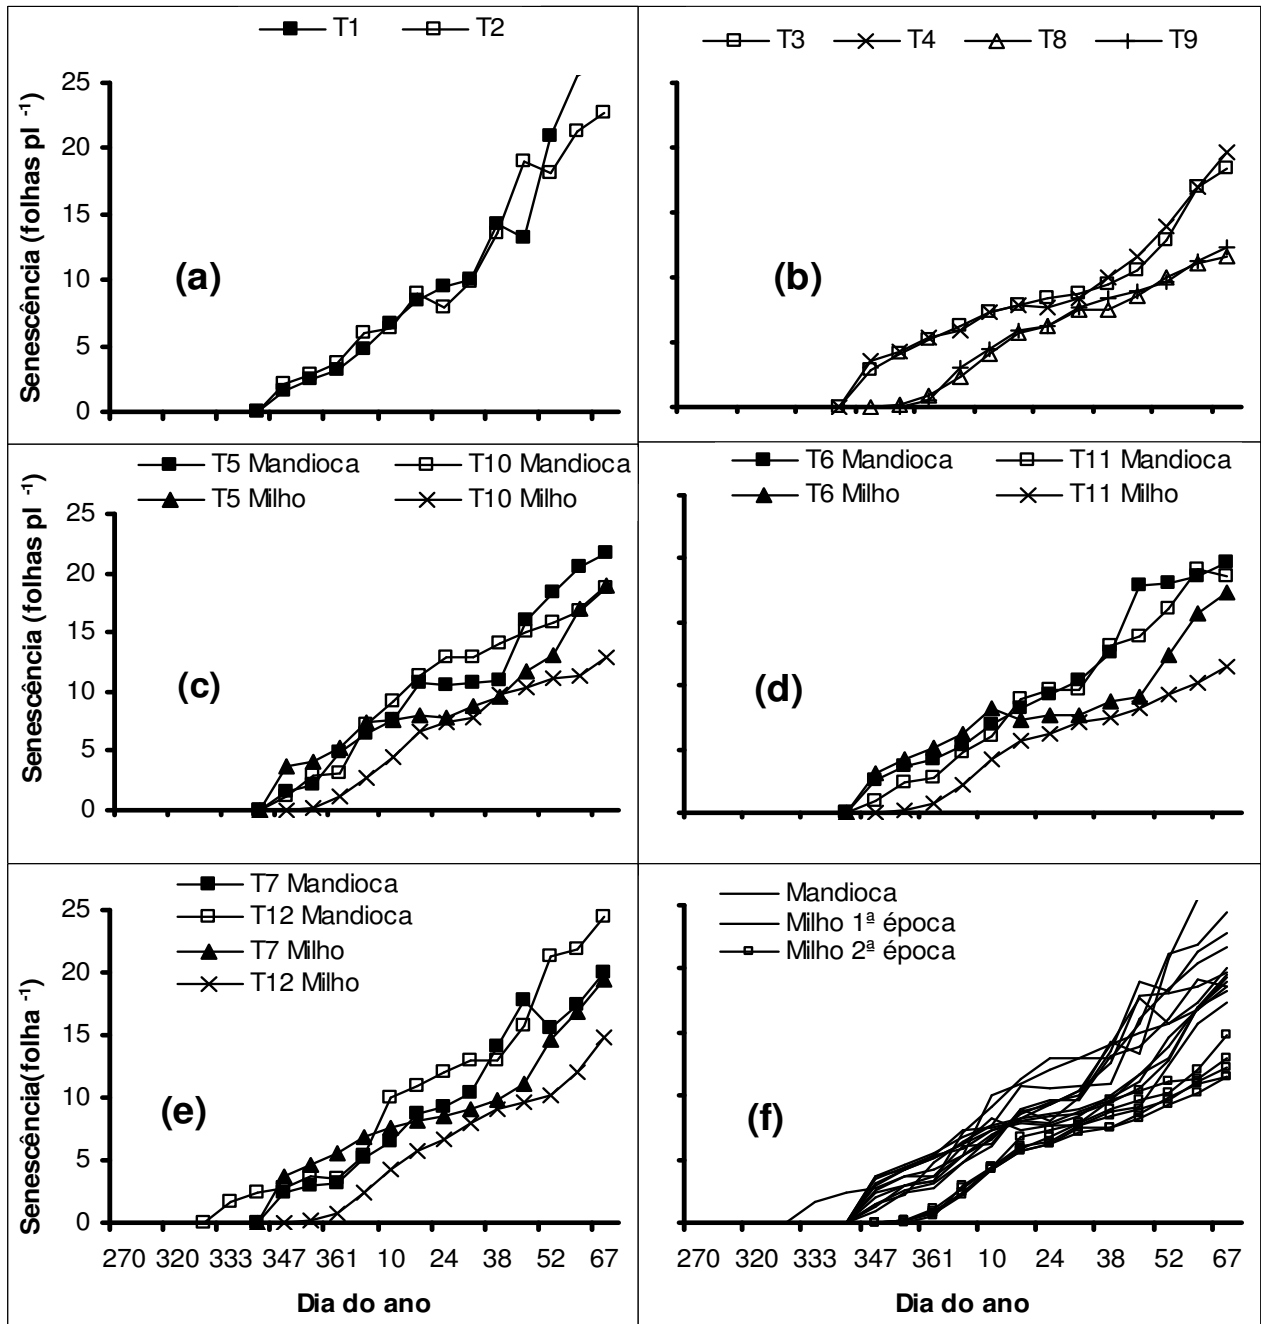 T1 T2
Senescência (folhas pl -1)
25
20
15
10
5
0
(a)
T3 T4 T8 T9
(b)
T5 Mandioca T10 Mandioca
T5 Milho T10 Milho
Senescência (folhas pl -1)
25
20
15
10
5
0
(c)
T6 Mandioca T11 Mandioca
T6 Milho T11 Milho
(d)
T7 Mandioca
T12 Mandioca
T7 Milho
T12 Milho
Senescência(folha -1)
25
20
15
10
5
0
(e)
270 320 333 347 361 10 24 38 52 67
Dia do ano
Mandioca
Milho 1ª época
Milho 2ª época
(f)
270 320 333 347 361 10 24 38 52 67
Dia do ano